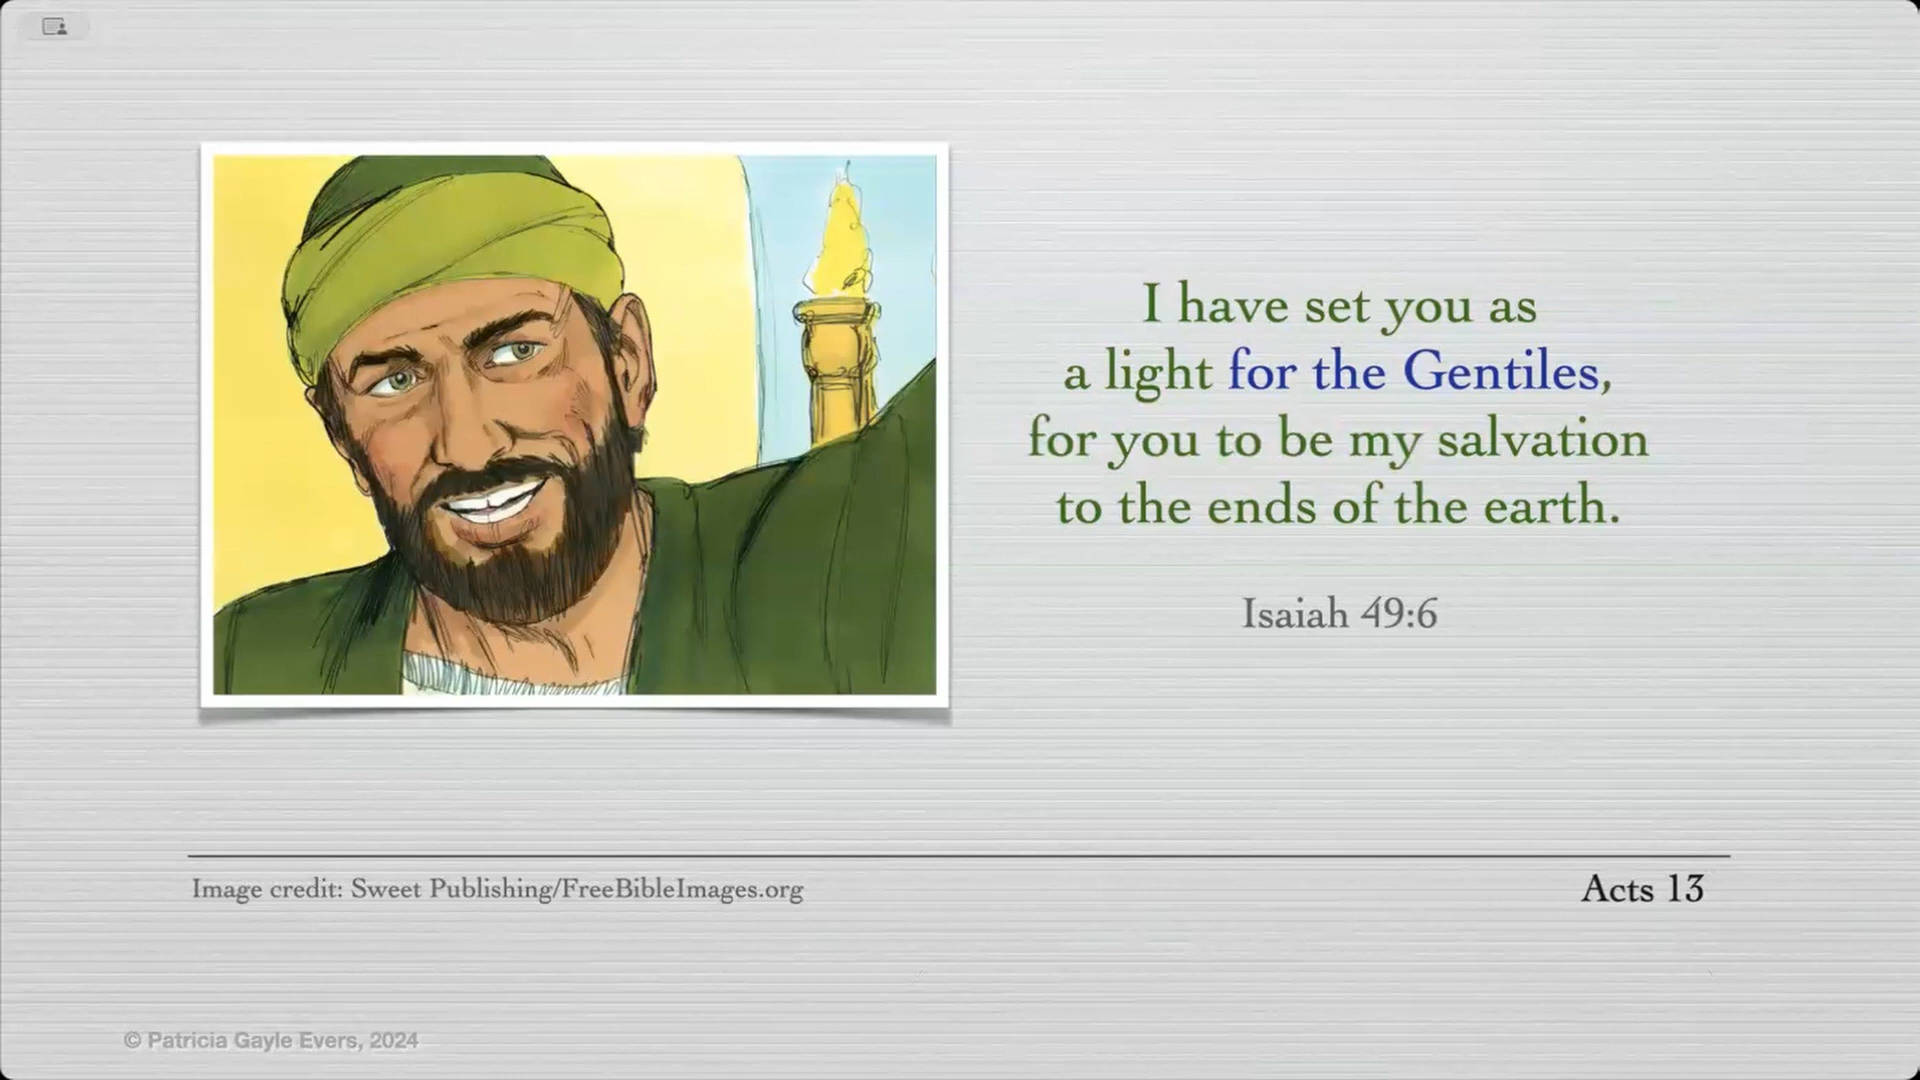 I have set you as
a light for the Gentiles,
for you to be my salvation
to the ends of the earth.
Isaiah 49:6
Image credit: Sweet Publishing/FreeBibleImages.org
Acts 13
© Patricia Gayle Evers, 2024